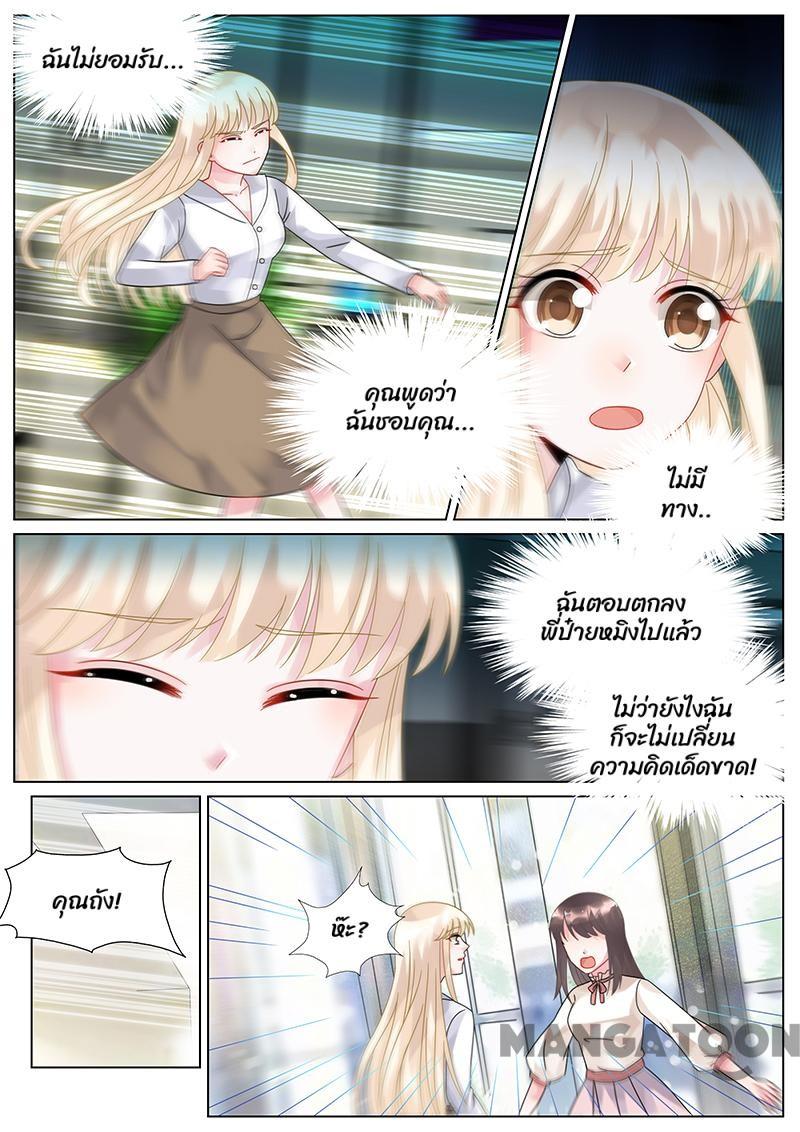 ฉันไม่ยอมรับ...
คุณพูดว่า
ฉันชอบคุณ...
ไม่มี
ทาง..
ฉันตอบตกลง
พี่ป๋ายหมิงไปแล้ว
ไม่ว่ายังไงฉัน
ก็จะไม่เปลี่ยน
ความคิดเด็ดขาด!
คุณถัง!
ห๊ะ?
MANGATOON